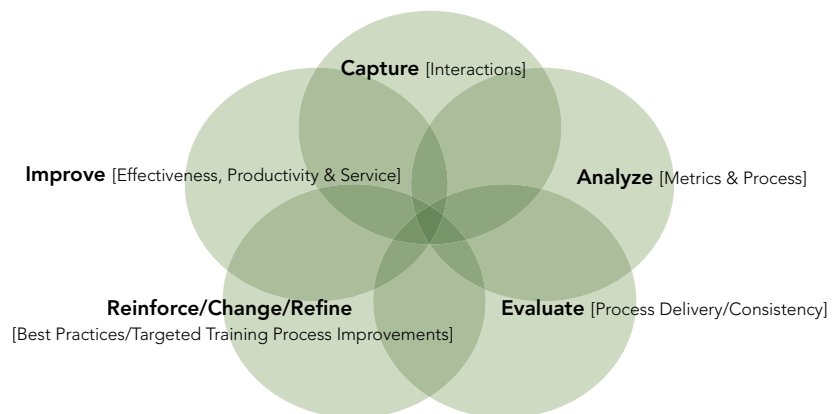 Capture [Interactions]
Improve [Effectiveness, Productivity & Service]
Analyze [Metrics & Process]
Reinforce/Change/Refine
[Best Practices/Targeted Training Process Improvements]
Evaluate [Process Delivery/Consistency]